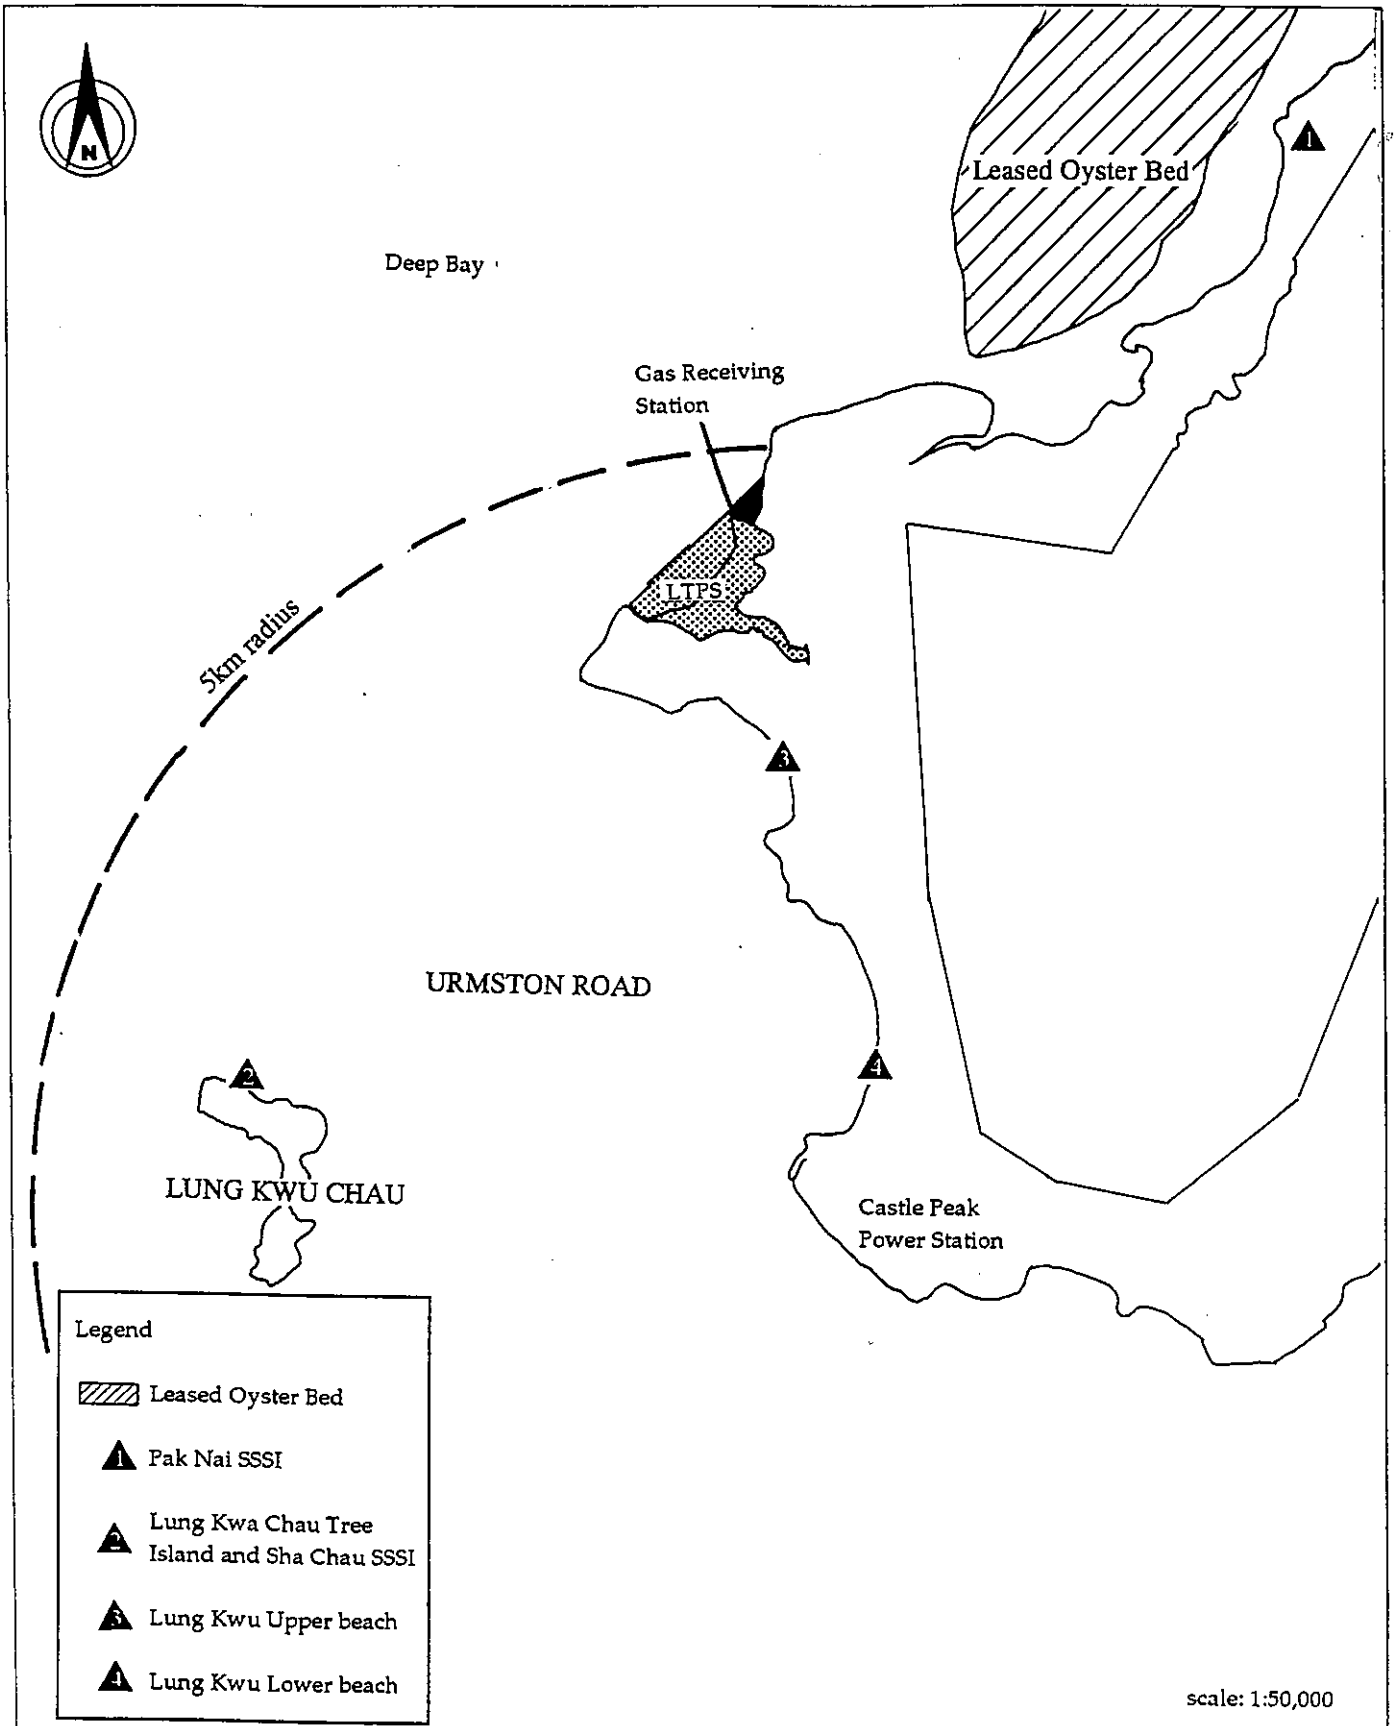 N
1
Leased Oyster Bed
Deep Bay
Gas Receiving
Station
LTPS
5km radius
3
URMSTON ROAD
4
2
LUNG KWU CHAU
Castle Peak
Power Station
Legend
Leased Oyster Bed
1 Pak Nai SSSI
2 Lung Kwa Chau Tree
Island and Sha Chau SSSI
3 Lung Kwu Upper beach
4 Lung Kwu Lower beach
scale: 1:50,000